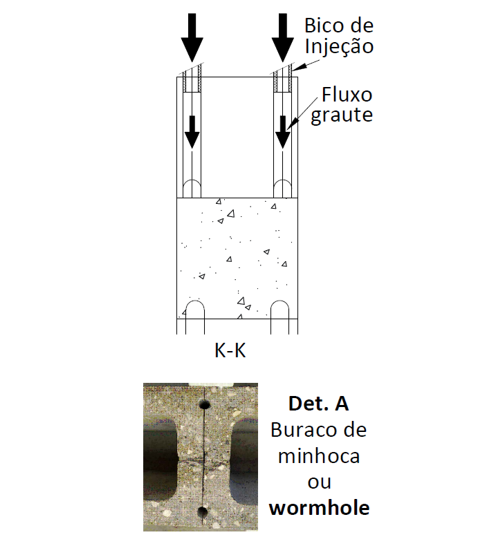 Bico de
Injeção
Fluxo
graute
K-K
Det. A
Buraco de
minhoca
ou
wormhole